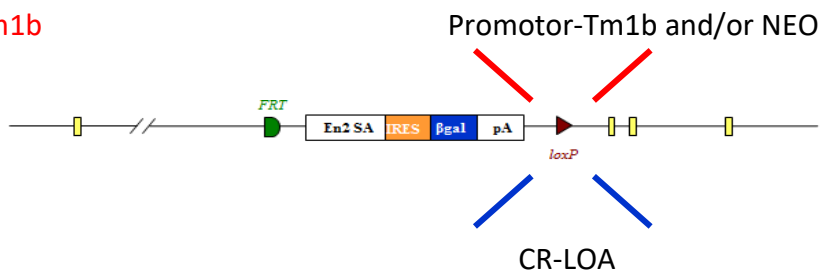 m1b
Promotor-Tm1b and/or NEO
FRT
En2 SA IRES βgal pA
loxP
CR-LOA